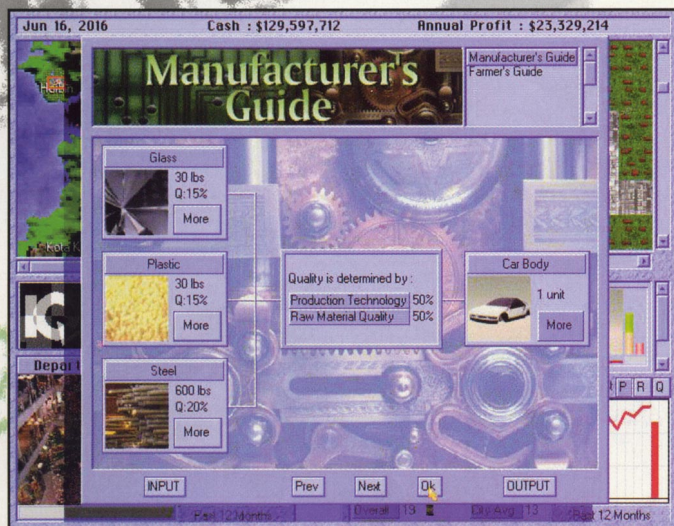 Jun 16, 2016 Cash : $129,597,712 Annual Profit : $23,329,214
Manufacturer's
Guide
Manufacturer's Guide
Farmer's Guide
Glass
30 lbs
Q:15%
More
Plastic
30 lbs
Q:15%
More
Steel
600 lbs
Q:20%
More
Quality is determined by :
Production Technology 50%
Raw Material Quality 50%
Car Body
1 unit
More
P R Q
INPUT Prev Next Ok OUTPUT
Past 12 Months Overall 19 City Avg 13 Past 12 Months